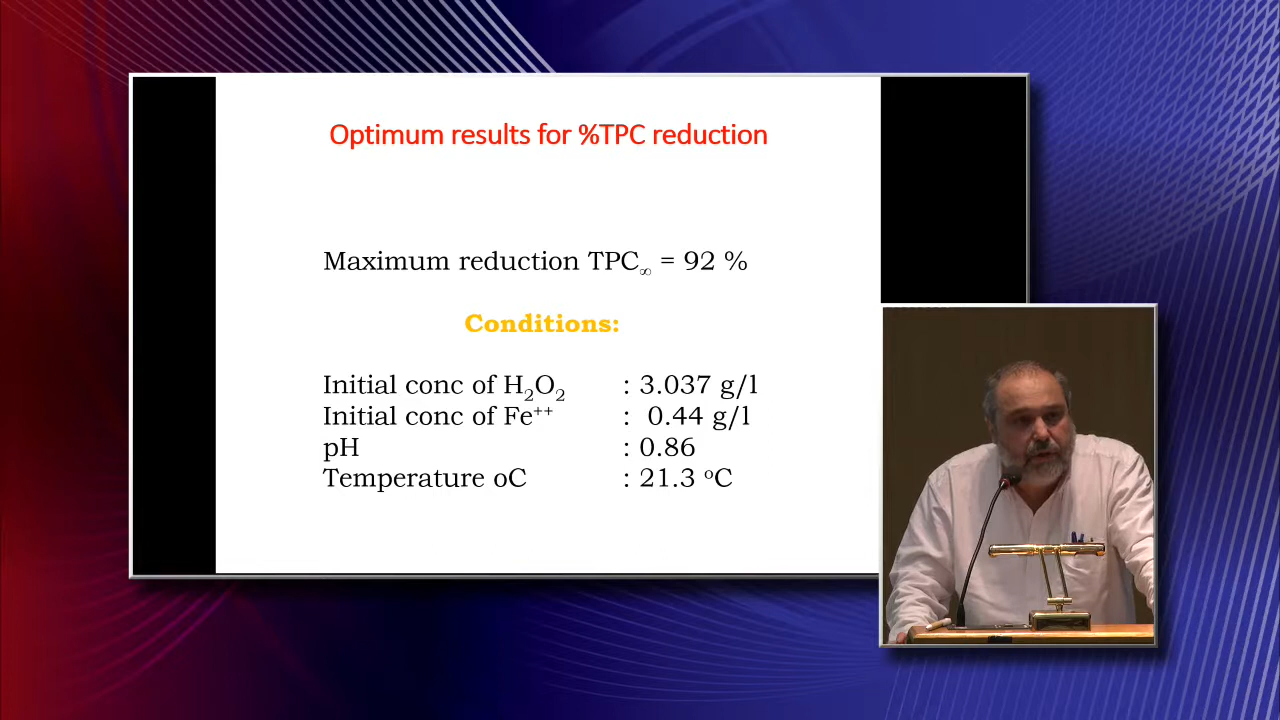 Optimum results for %TPC reduction
Maximum reduction TPC∞ = 92 %
Conditions:
Initial conc of H₂O₂ : 3.037 g/l
Initial conc of Fe⁺⁺ : 0.44 g/l
pH : 0.86
Temperature oC : 21.3 ᵒC